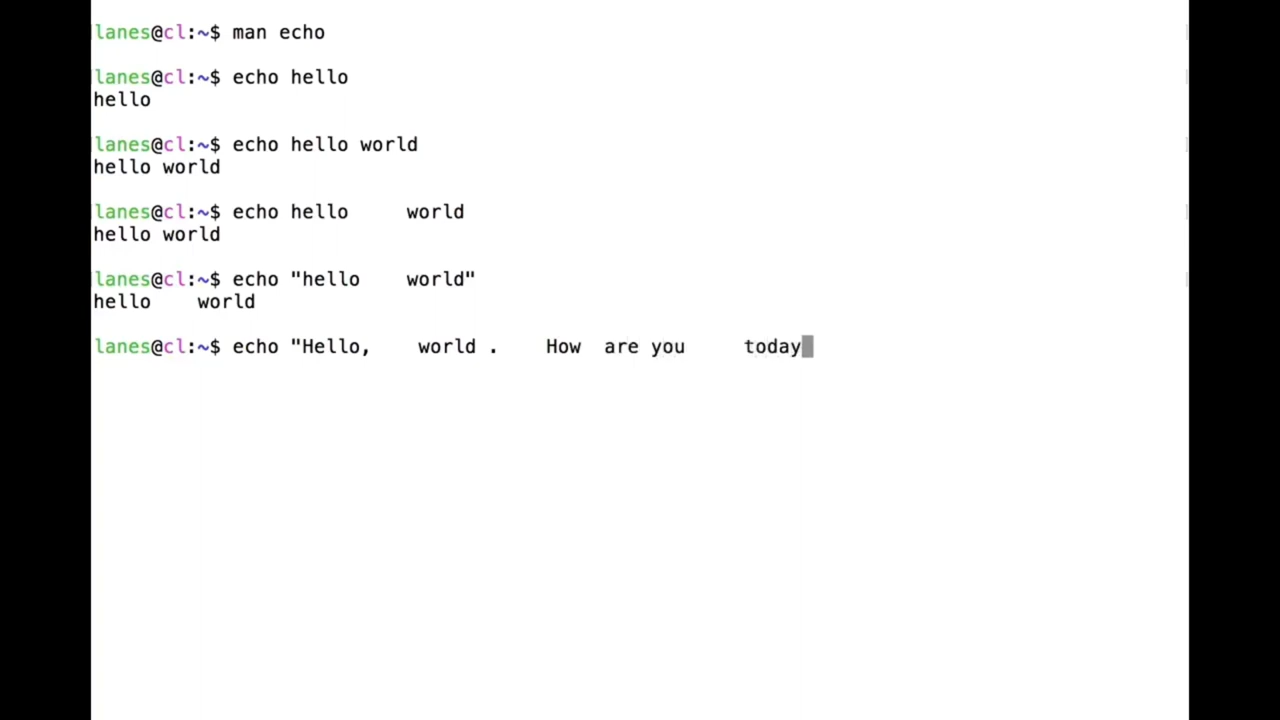 lanes@cl:~$ man echo
lanes@cl:~$ echo hello
hello
lanes@cl:~$ echo hello world
hello world
lanes@cl:~$ echo hello     world
hello world
lanes@cl:~$ echo "hello    world"
hello    world
lanes@cl:~$ echo "Hello,    world .    How  are you     today